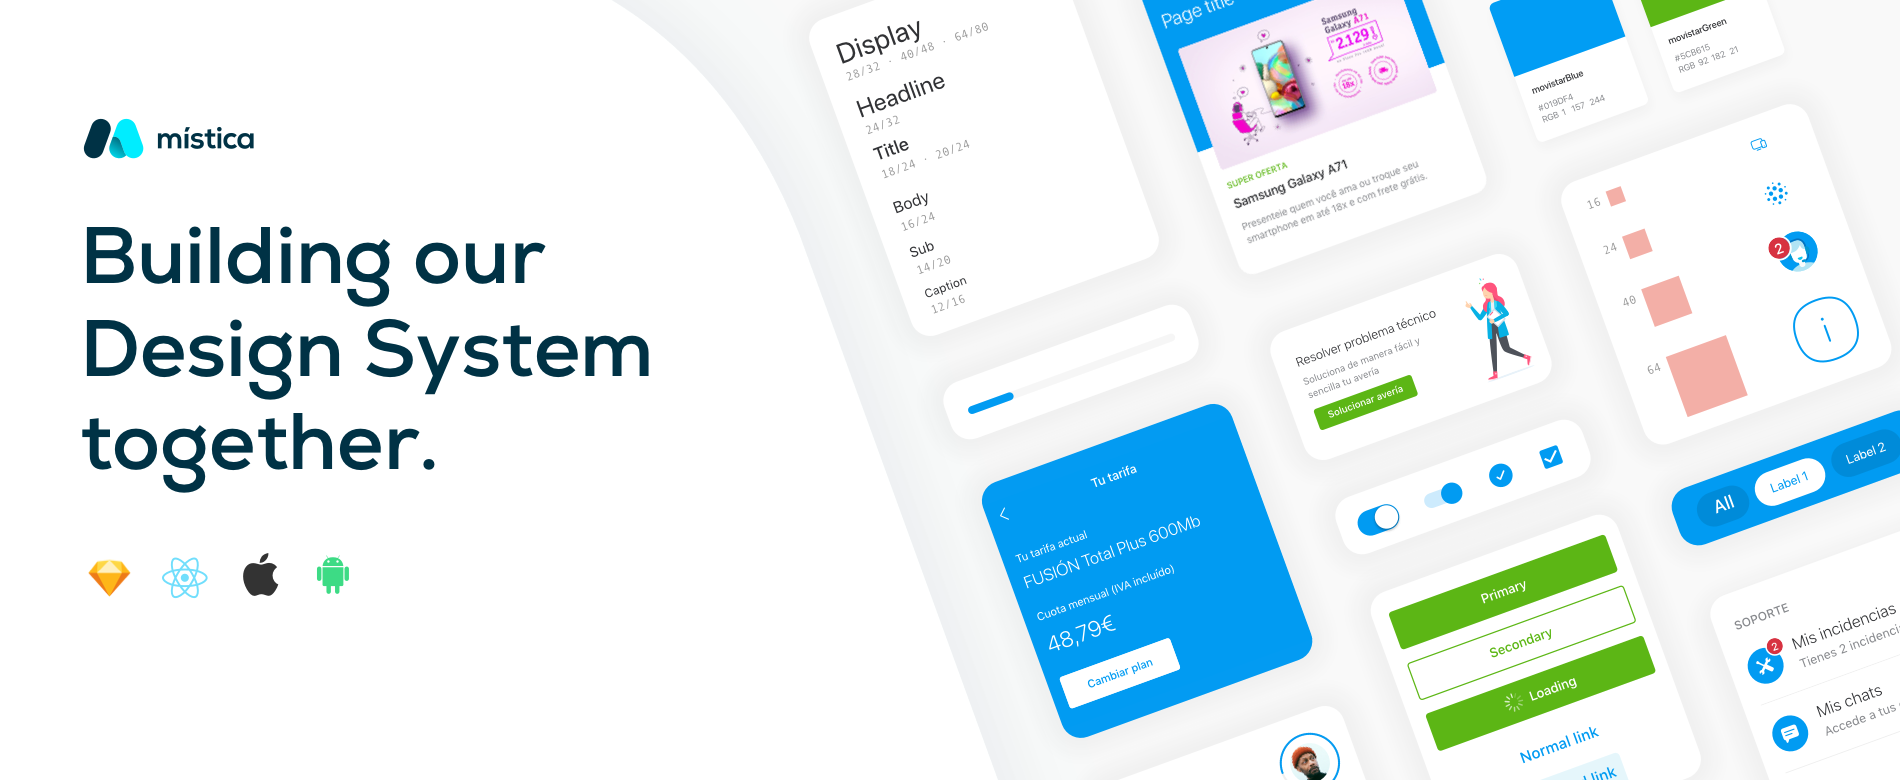 mística
Building our
Design System
together.
Display
28/32 · 40/48 · 64/80
Headline
24/32
Title
18/24 · 20/24
Body
16/24
Sub
14/20
Caption
12/16
Page title
Samsung
Galaxy A71
2.129
18x
SUPER OFERTA
Samsung Galaxy A71
Presenteie quem você ama ou troque seu
smartphone em até 18x e com frete grátis.
movistarBlue
#019DF4
RGB 1 157 244
movistarGreen
#5CB615
RGB 92 182 21
16
24
40
64
2
i
Resolver problema técnico
Soluciona de manera fácil y
sencilla tu avería
Solucionar avería
Tu tarifa
Tu tarifa actual
FUSIÓN Total Plus 600Mb
Cuota mensual (IVA incluído)
48,79€
Cambiar plan
All
Label 1
Label 2
Primary
Secondary
Loading
Normal link
link
SOPORTE
2
Mis incidencias
Tienes 2 incidenci
Mis chats
Accede a tus